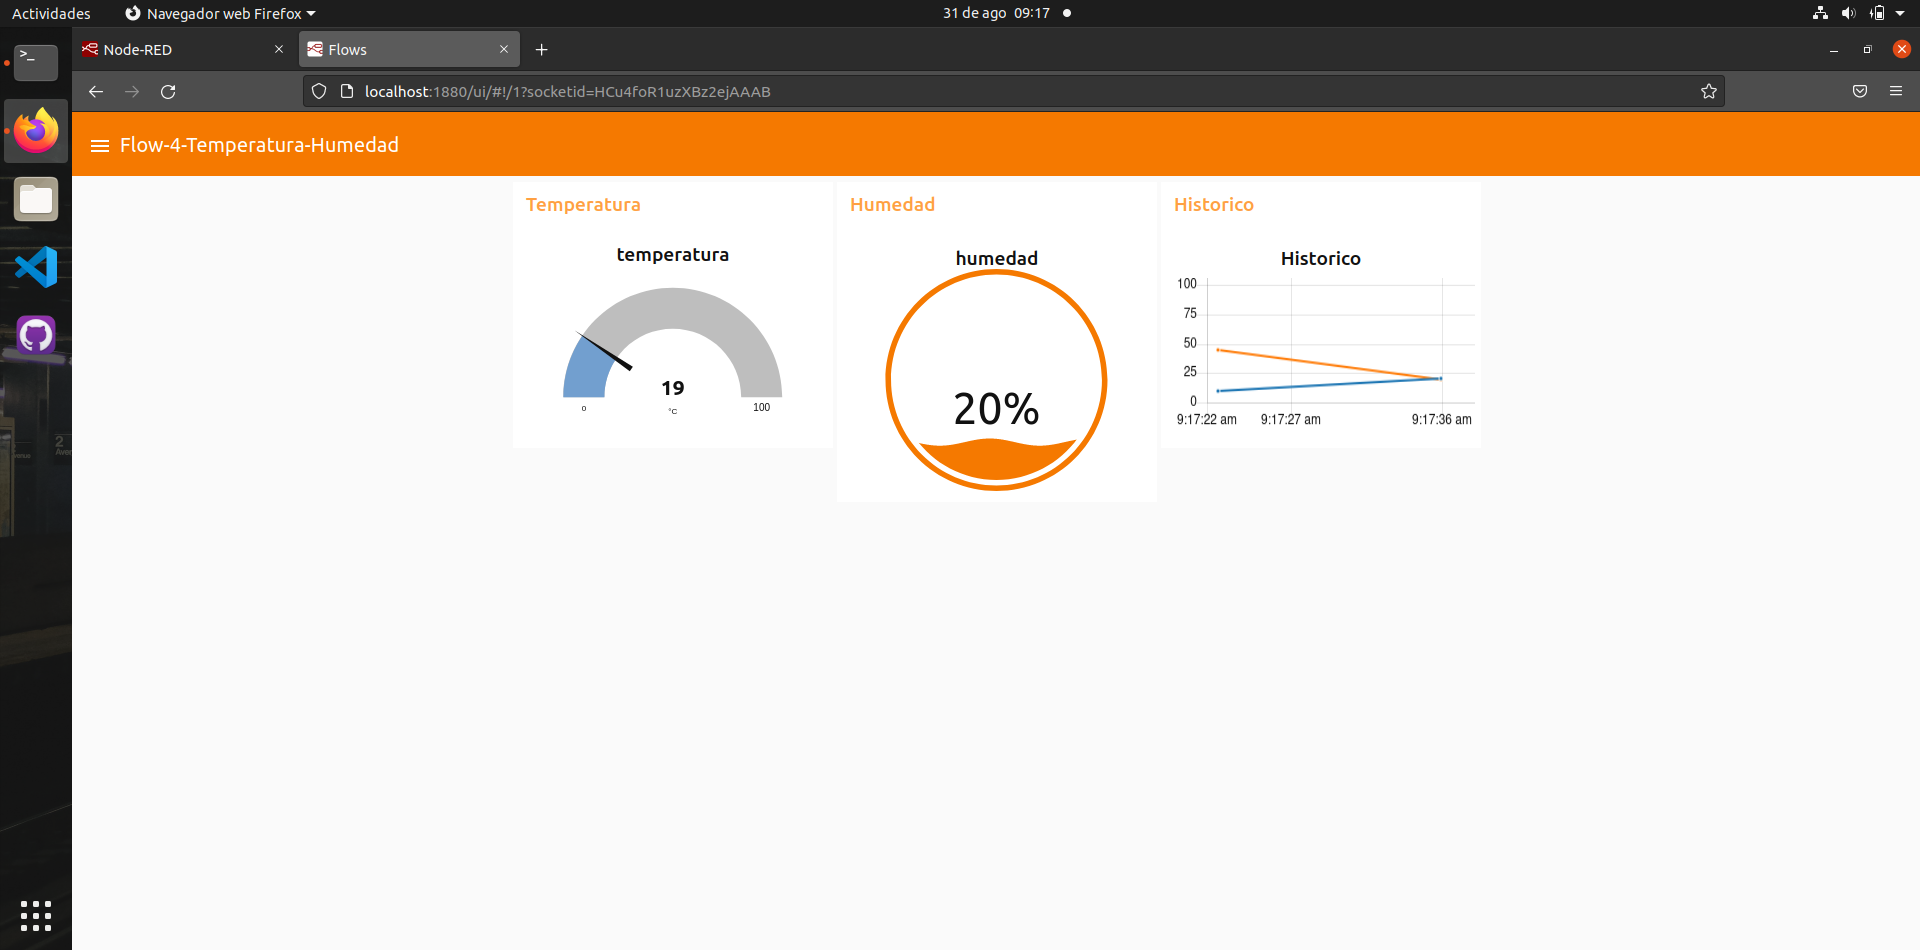 Actividades
Navegador web Firefox
31 de ago 09:17
Node-RED
Flows
localhost:1880/ui/#!/1?socketid=HCu4foR1uzXBz2ejAAAB
Flow-4-Temperatura-Humedad
Temperatura
temperatura
19
°C
0
100
Humedad
humedad
20%
Historico
Historico
100
75
50
25
0
9:17:22 am
9:17:27 am
9:17:36 am
>_
2
Aven